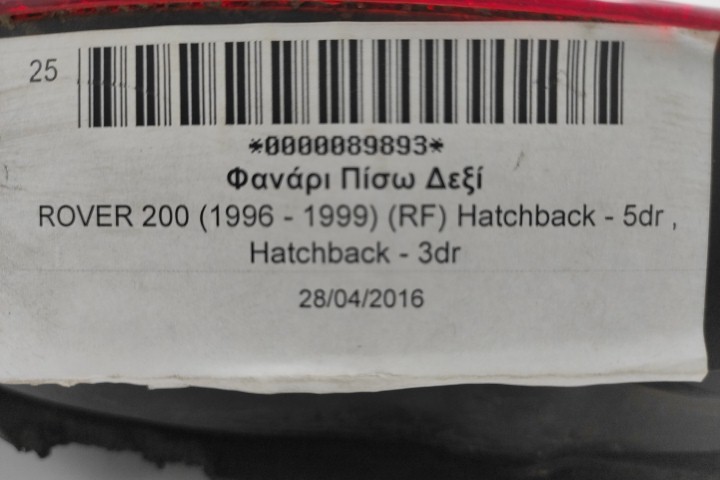 25
*0000089893*
Φανάρι Πίσω Δεξί
ROVER 200 (1996 - 1999) (RF) Hatchback - 5dr ,
Hatchback - 3dr
28/04/2016